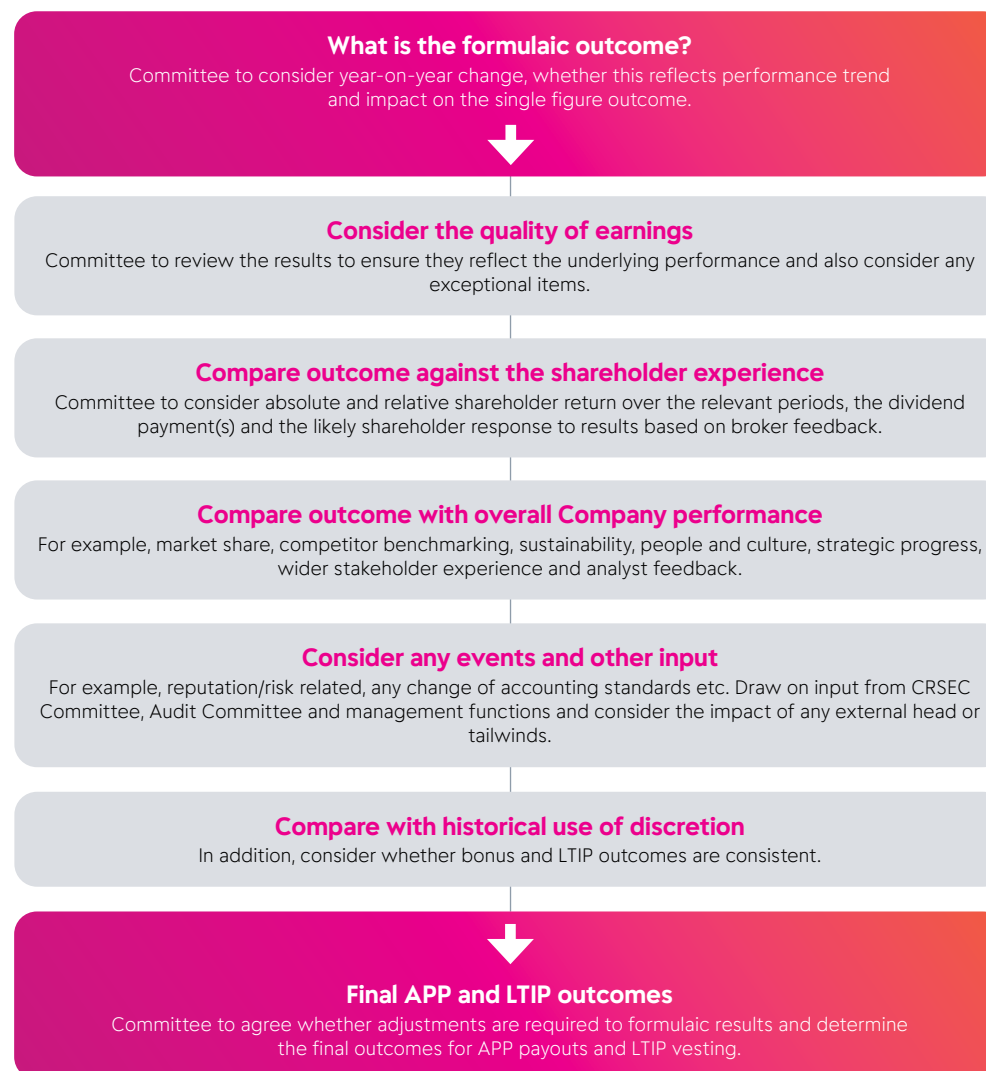 What is the formulaic outcome?
Committee to consider year-on-year change, whether this reflects performance trend
and impact on the single figure outcome.
Consider the quality of earnings
Committee to review the results to ensure they reflect the underlying performance and also consider any
exceptional items.
Compare outcome against the shareholder experience
Committee to consider absolute and relative shareholder return over the relevant periods, the dividend
payment(s) and the likely shareholder response to results based on broker feedback.
Compare outcome with overall Company performance
For example, market share, competitor benchmarking, sustainability, people and culture, strategic progress,
wider stakeholder experience and analyst feedback.
Consider any events and other input
For example, reputation/risk related, any change of accounting standards etc. Draw on input from CRSEC
Committee, Audit Committee and management functions and consider the impact of any external head or
tailwinds.
Compare with historical use of discretion
In addition, consider whether bonus and LTIP outcomes are consistent.
Final APP and LTIP outcomes
Committee to agree whether adjustments are required to formulaic results and determine
the final outcomes for APP payouts and LTIP vesting.